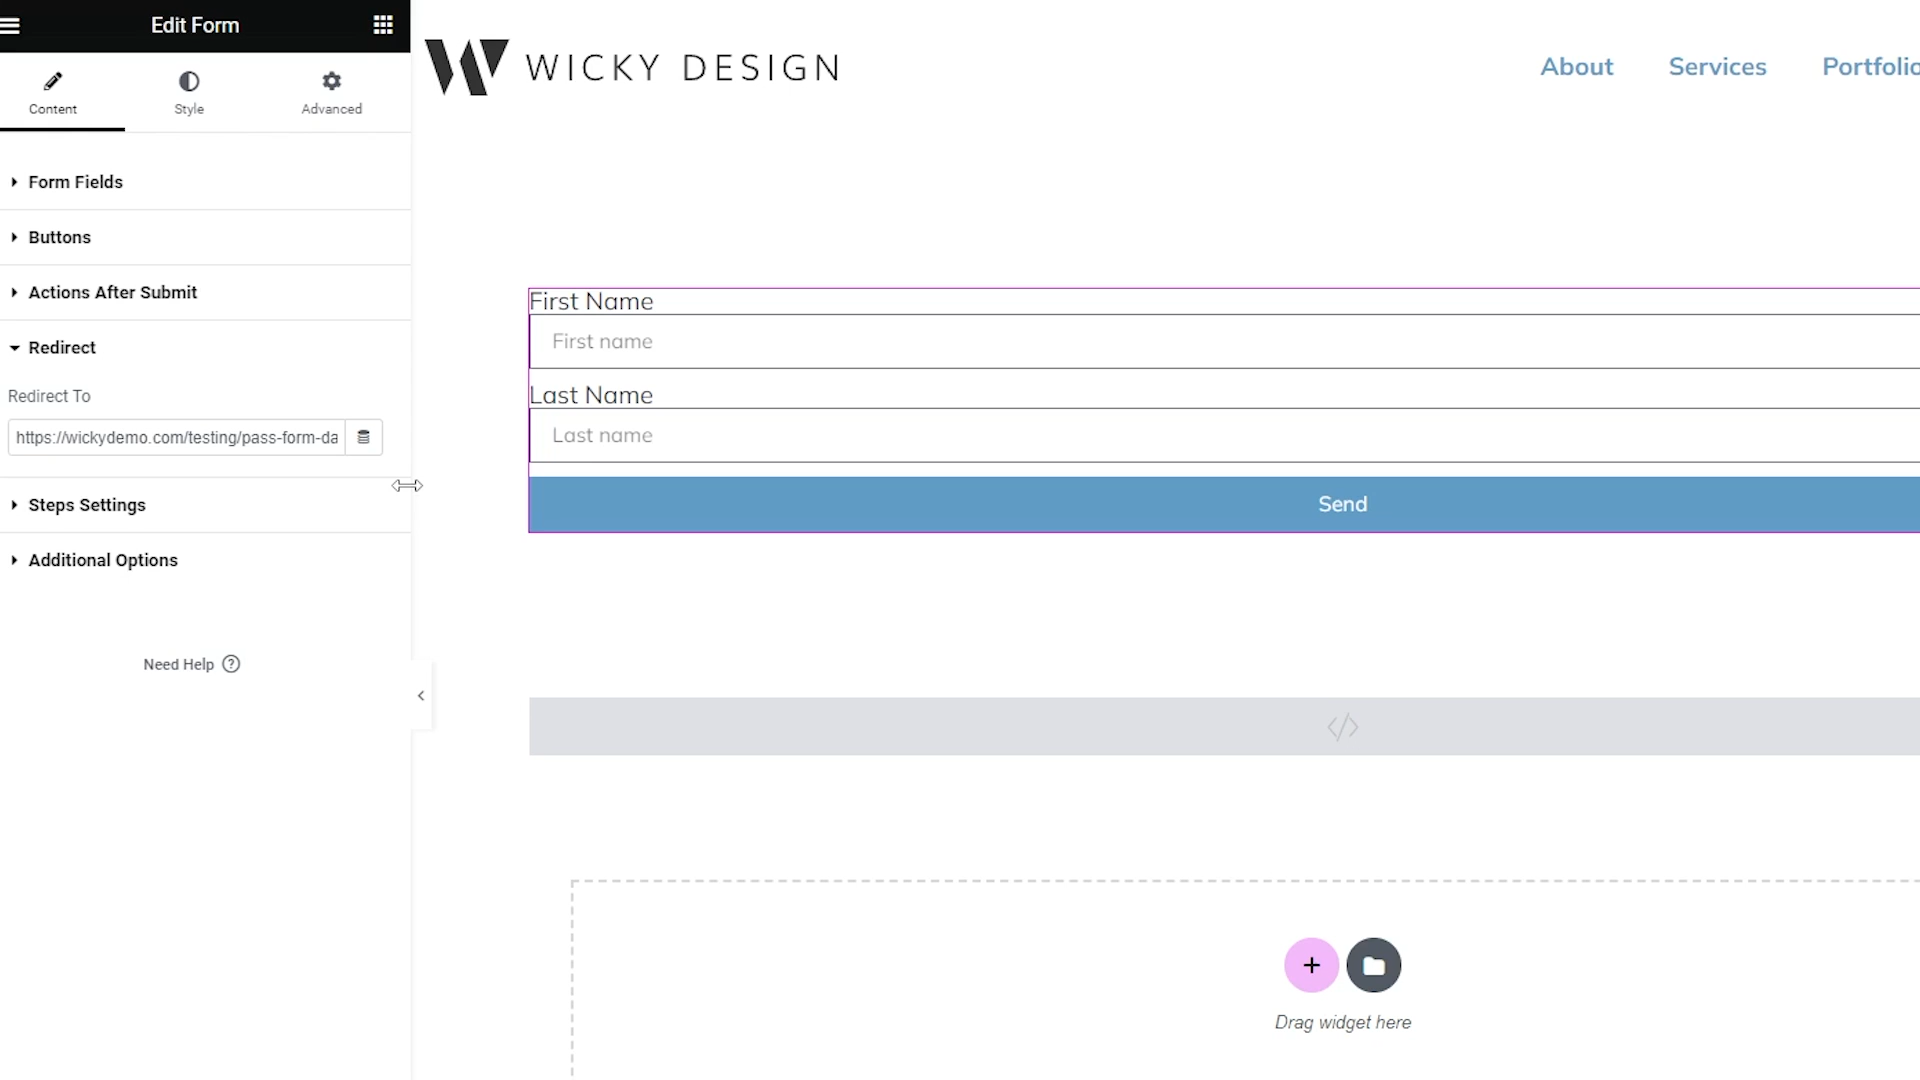 Edit Form
Content
Style
Advanced
Form Fields
Buttons
Actions After Submit
Redirect
Redirect To
https://wickydemo.com/testing/pass-form-da
Steps Settings
Additional Options
Need Help
WICKY DESIGN
About
Services
Portfolio
First Name
First name
Last Name
Last name
Send
Drag widget here